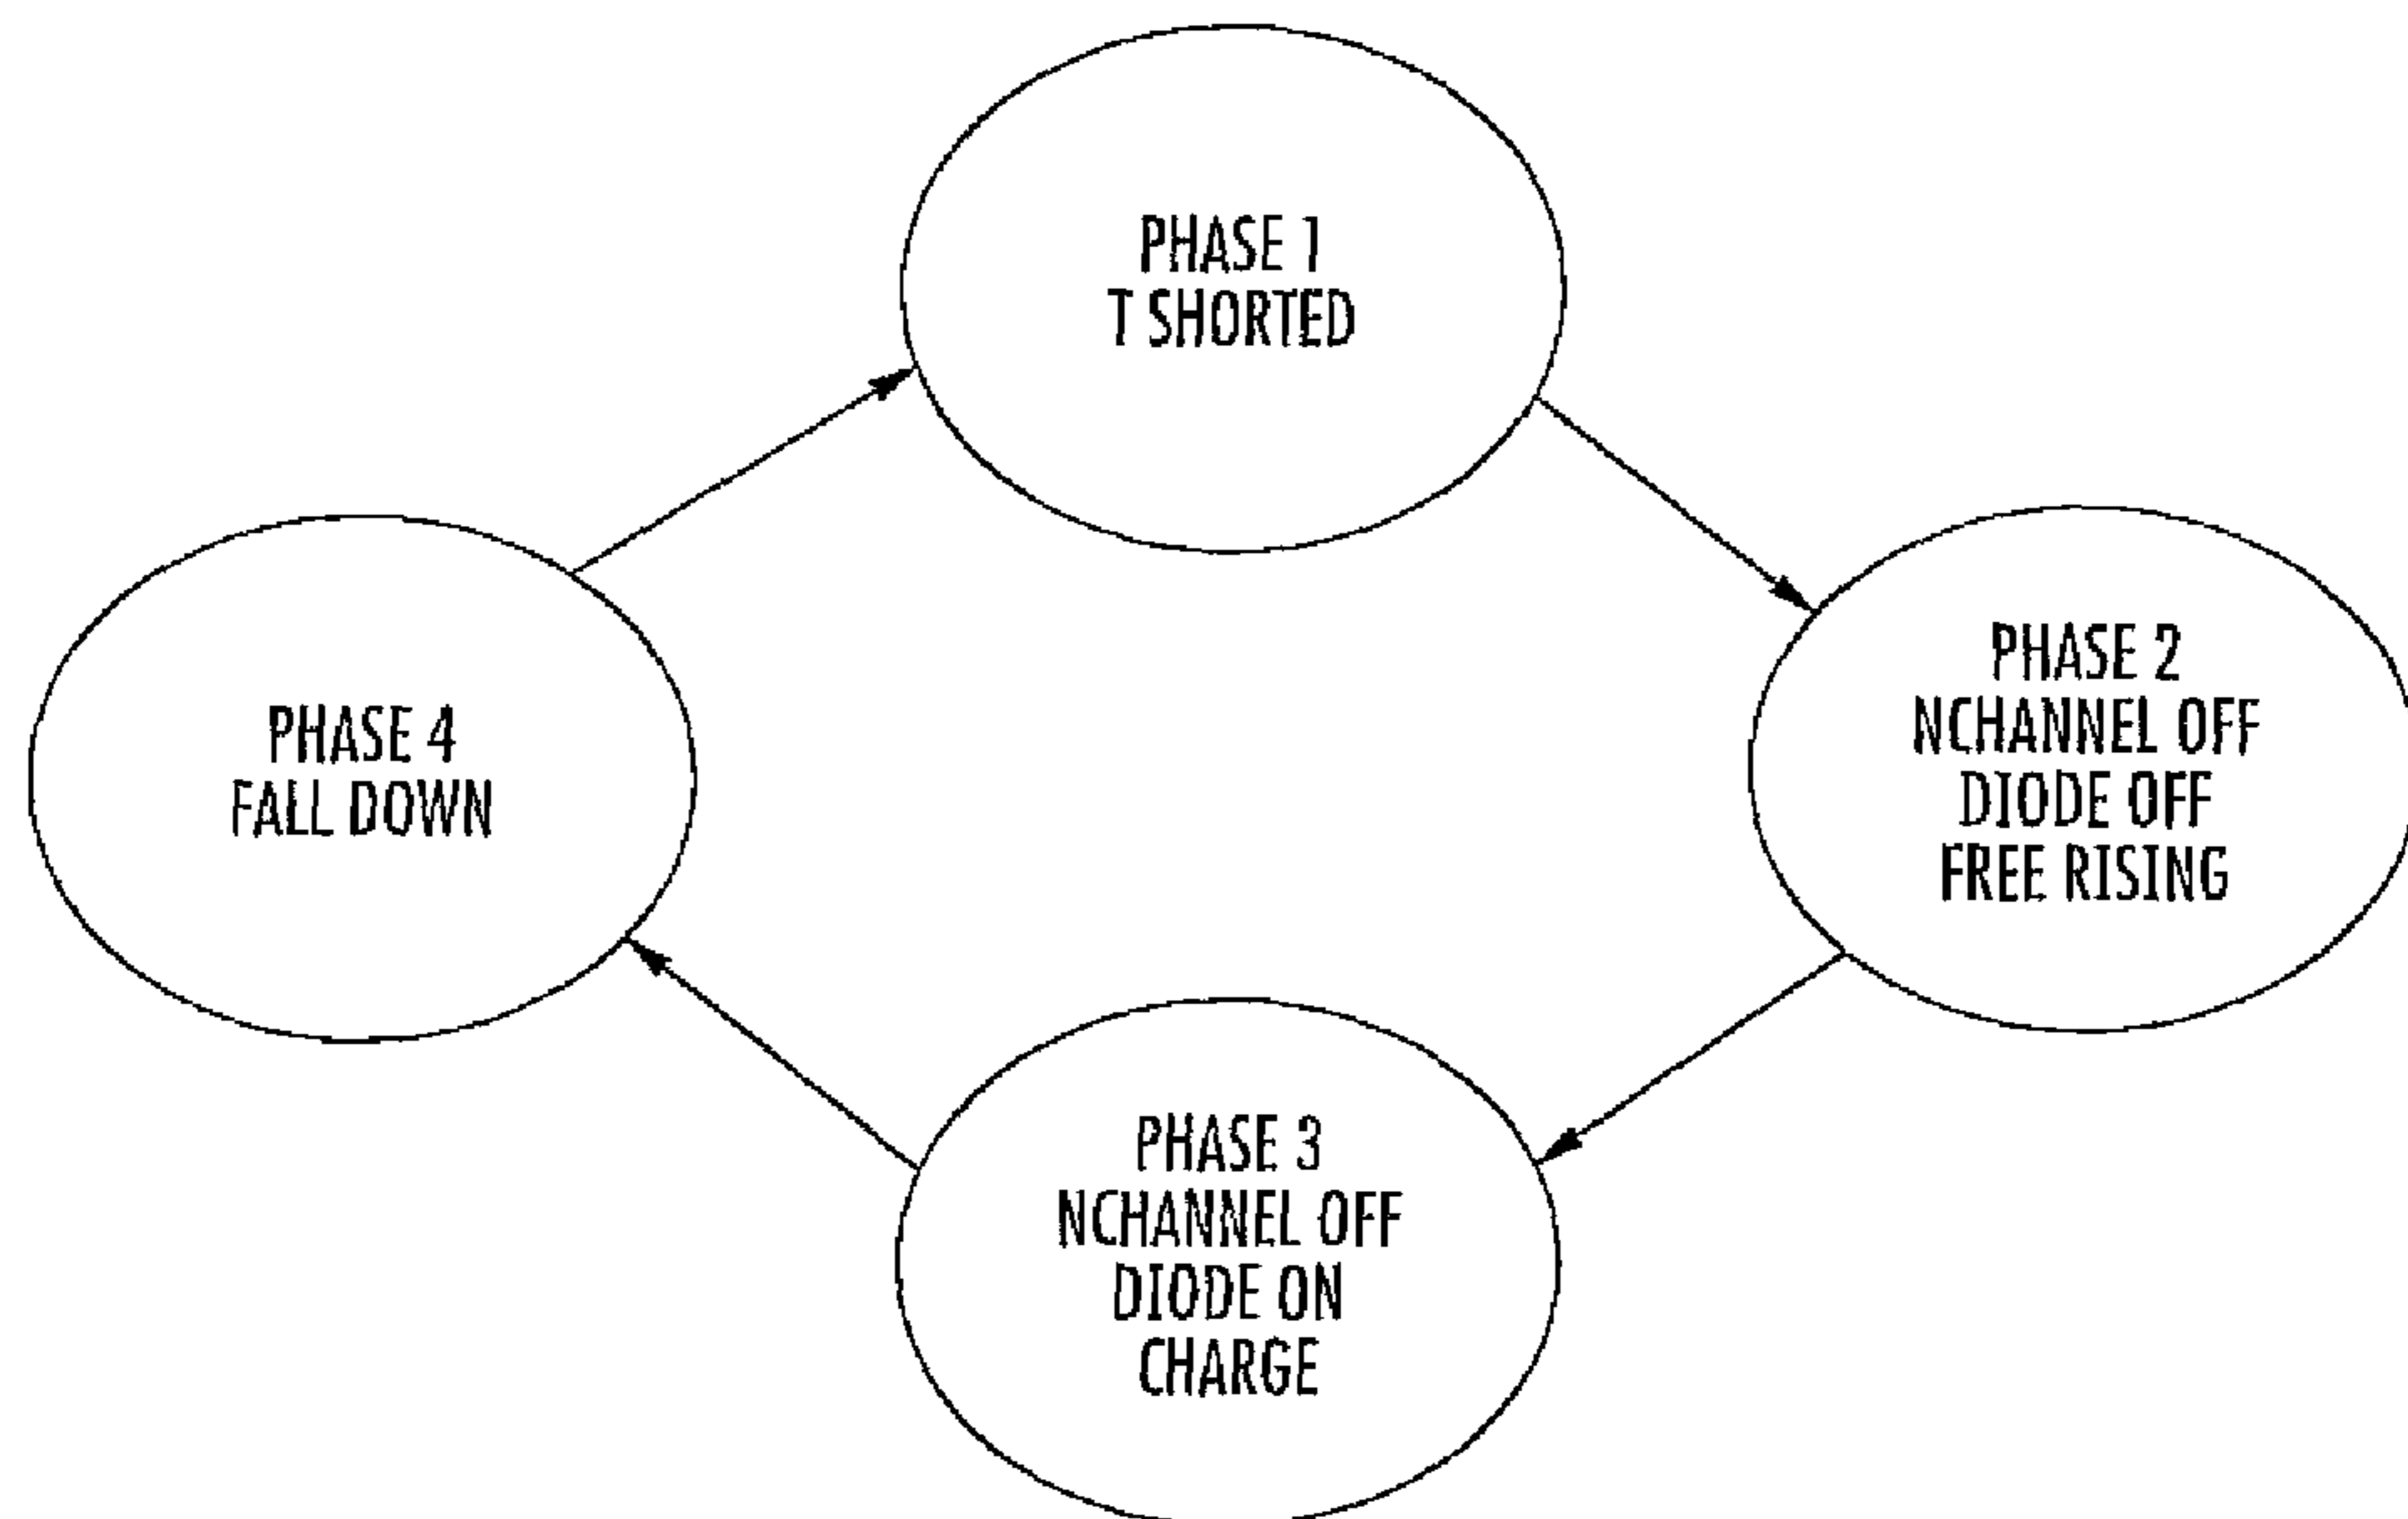 PHASE 1
T SHORTED
PHASE 2
NCHANNEL OFF
DIODE OFF
FREE RISING
PHASE 3
NCHANNEL OFF
DIODE ON
CHARGE
PHASE 4
FALL DOWN